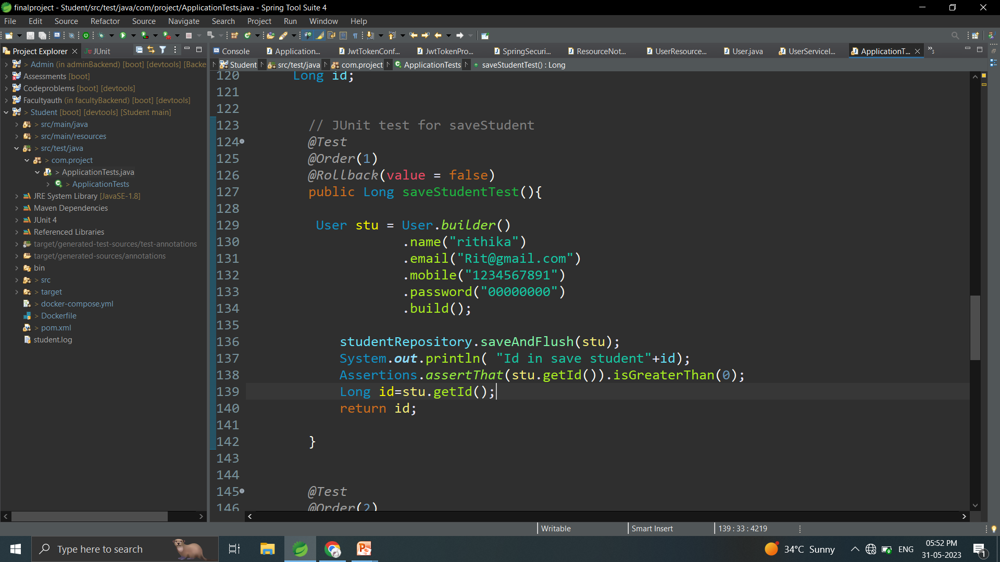 finalproject - Student/src/test/java/com/project/ApplicationTests.java - Spring Tool Suite 4
File Edit Source Refactor Source Navigate Search Project Run Window Help
Project Explorer
JUnit
Console
Application...
JwtTokenConf...
JwtTokenPro...
SpringSecuri...
ResourceNot...
UserResource...
User.java
UserServiceI...
ApplicationT...
3
> Admin (in adminBackend) [boot] [devtools] [Backe
Assessments [boot]
Codeproblems [boot] [devtools]
Facultyauth (in facultyBackend) [boot] [devtools]
> Student [boot] [devtools] [Student main]
> src/main/java
> src/main/resources
> src/test/java
> com.project
> ApplicationTests.java
> ApplicationTests
JRE System Library [JavaSE-1.8]
Maven Dependencies
JUnit 4
Referenced Libraries
target/generated-test-sources/test-annotations
target/generated-sources/annotations
bin
> src
> target
> docker-compose.yml
> Dockerfile
> pom.xml
student.log
Student src/test/java com.project ApplicationTests saveStudentTest() : Long
120 Long id;
121
122
123 // JUnit test for saveStudent
124 @Test
125 @Order(1)
126 @Rollback(value = false)
127 public Long saveStudentTest(){
128
129 User stu = User.builder()
130 .name("rithika")
131 .email("Rit@gmail.com")
132 .mobile("1234567891")
133 .password("00000000")
134 .build();
135
136 studentRepository.saveAndFlush(stu);
137 System.out.println( "Id in save student"+id);
138 Assertions.assertThat(stu.getId()).isGreaterThan(0);
139 Long id=stu.getId();
140 return id;
141
142 }
143
144
145 @Test
146 @Order(2)
Writable
Smart Insert
139 : 33 : 4219
Type here to search
34°C Sunny
ENG
05:52 PM
31-05-2023
1